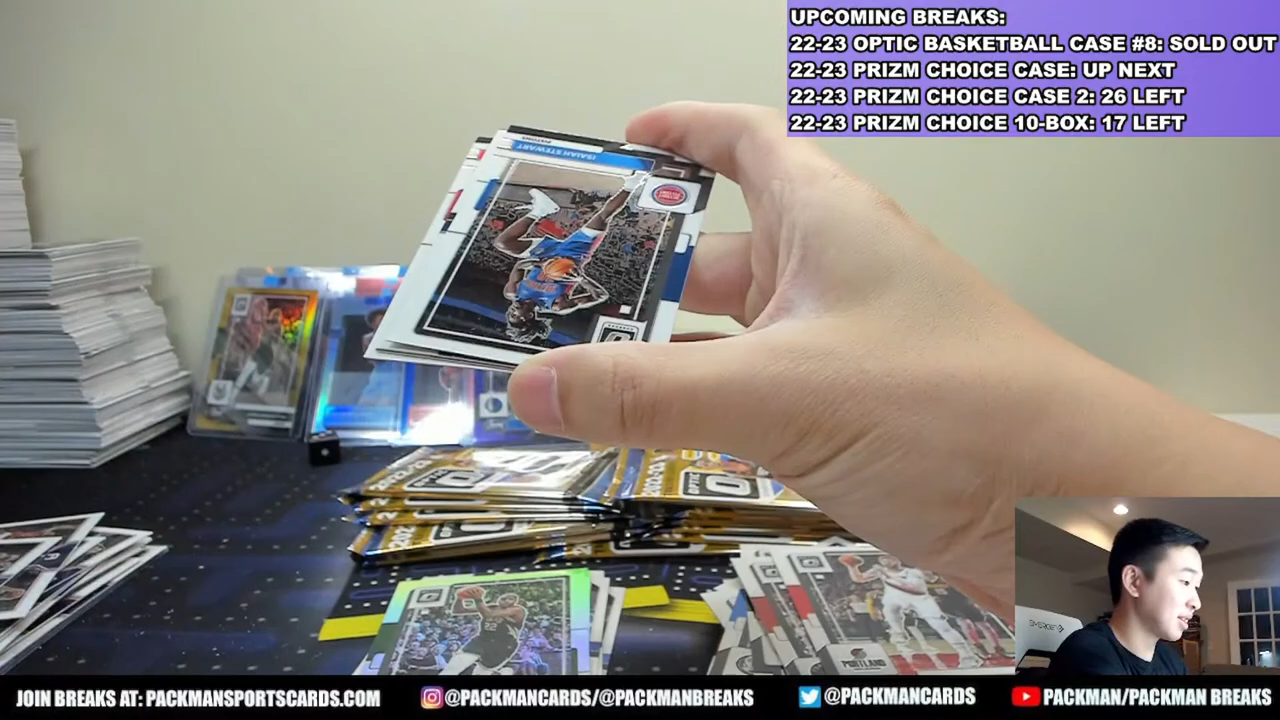 UPCOMING BREAKS:
22-23 OPTIC BASKETBALL CASE #8: SOLD OUT
22-23 PRIZM CHOICE CASE: UP NEXT
22-23 PRIZM CHOICE CASE 2: 26 LEFT
22-23 PRIZM CHOICE 10-BOX: 17 LEFT
ISAIAH STEWART
PORTLAND
JOIN BREAKS AT: PACKMANSPORTSCARDS.COM
@PACKMANCARDS/@PACKMANBREAKS
@PACKMANCARDS
PACKMAN/PACKMAN BREAKS